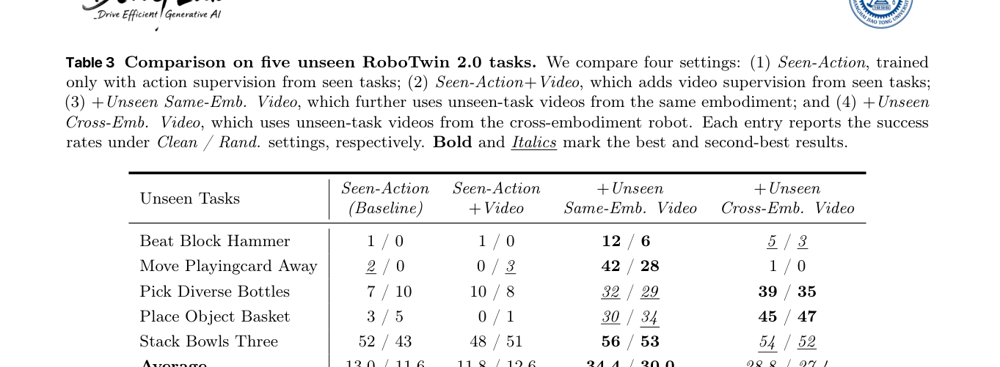 Drive Efficient Generative AI
SHANGHAI JIAO TONG UNIVERSITY
1896
Table 3 Comparison on five unseen RoboTwin 2.0 tasks. We compare four settings: (1) Seen-Action, trained
only with action supervision from seen tasks; (2) Seen-Action+Video, which adds video supervision from seen tasks;
(3) +Unseen Same-Emb. Video, which further uses unseen-task videos from the same embodiment; and (4) +Unseen
Cross-Emb. Video, which uses unseen-task videos from the cross-embodiment robot. Each entry reports the success
rates under Clean / Rand. settings, respectively. Bold and Italics mark the best and second-best results.
Unseen Tasks Seen-Action (Baseline) Seen-Action +Video +Unseen Same-Emb. Video +Unseen Cross-Emb. Video
Beat Block Hammer 1 / 0 1 / 0 12 / 6 5 / 3
Move Playingcard Away 2 / 0 0 / 3 42 / 28 1 / 0
Pick Diverse Bottles 7 / 10 10 / 8 32 / 29 39 / 35
Place Object Basket 3 / 5 0 / 1 30 / 34 45 / 47
Stack Bowls Three 52 / 43 48 / 51 56 / 53 54 / 52
Average 13.0 / 11.6 11.8 / 12.6 34.4 / 30.0 28.8 / 27.4